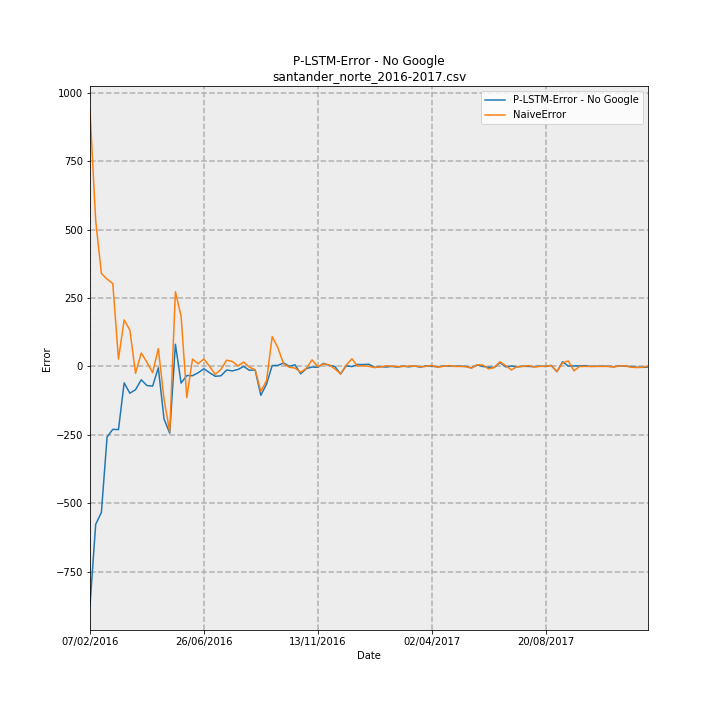 P-LSTM-Error - No Google
santander_norte_2016-2017.csv
P-LSTM-Error - No Google
NaiveError
1000
750
500
250
0
−250
−500
−750
Error
07/02/2016
26/06/2016
13/11/2016
02/04/2017
20/08/2017
Date